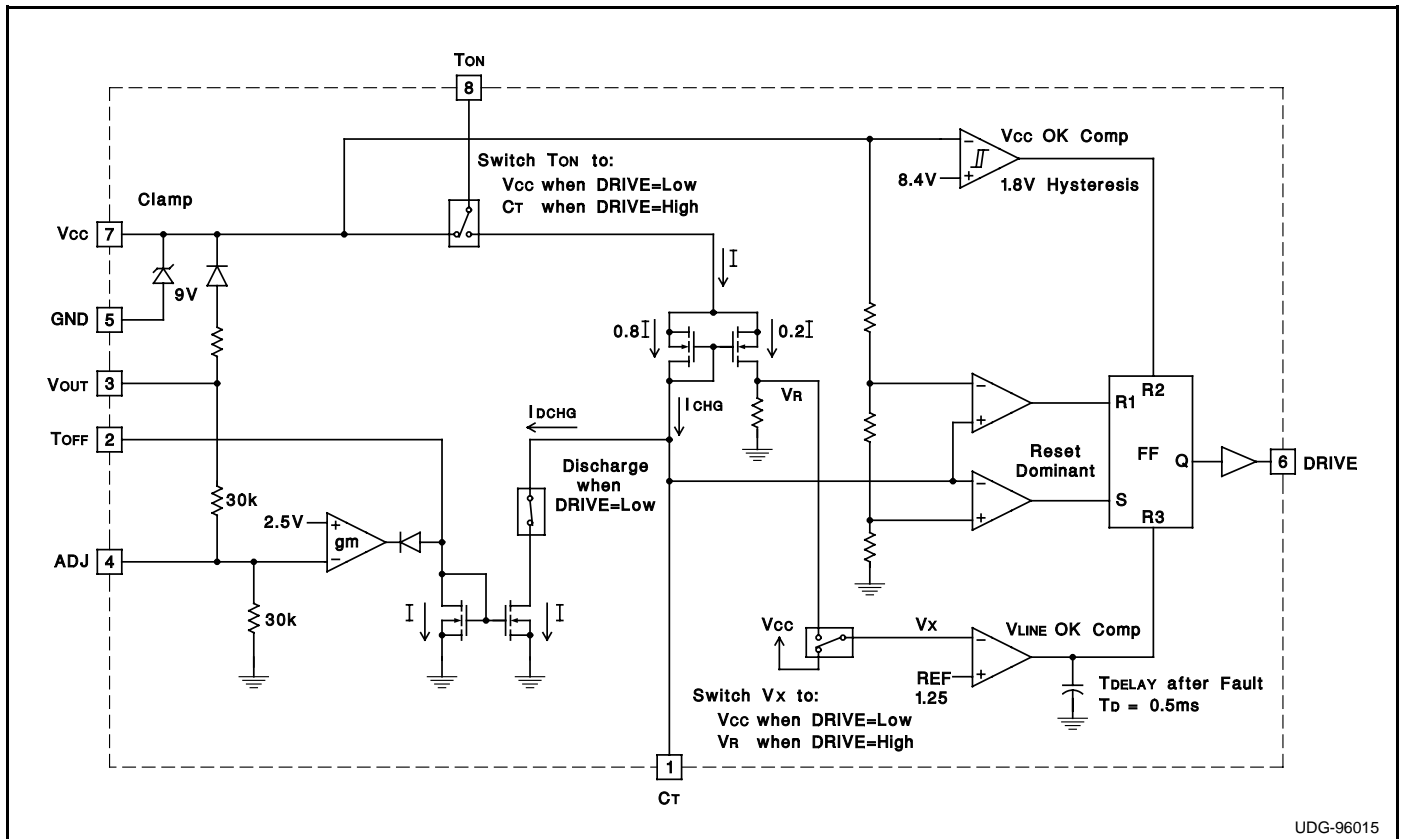 TON
8
Switch TON to:
VCC when DRIVE=Low
CT when DRIVE=High
VCC OK Comp
8.4V
1.8V Hysteresis
Clamp
VCC 7
9V
GND 5
VOUT 3
TOFF 2
30k
2.5V
gm
ADJ 4
30k
I
I
I
0.8I
0.2I
ICHG
VR
IDCHG
Discharge
when
DRIVE=Low
R1
R2
Reset
Dominant
FF
Q
S
R3
6 DRIVE
VCC
VX
VLINE OK Comp
REF
1.25
TDELAY after Fault
TD = 0.5ms
Switch VX to:
VCC when DRIVE=Low
VR when DRIVE=High
1
CT
UDG-96015